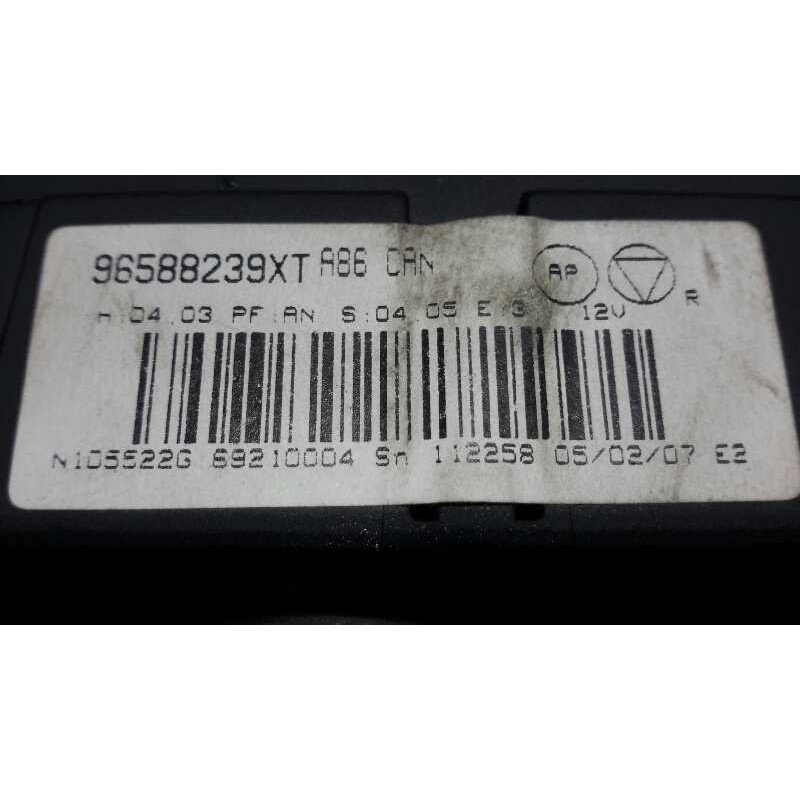 96588239XT A86 CAN AP
H:04.03 PF:AN S:04.05 E:3 12V R
N105522G 69210004 Sn 112258 05/02/07 E2